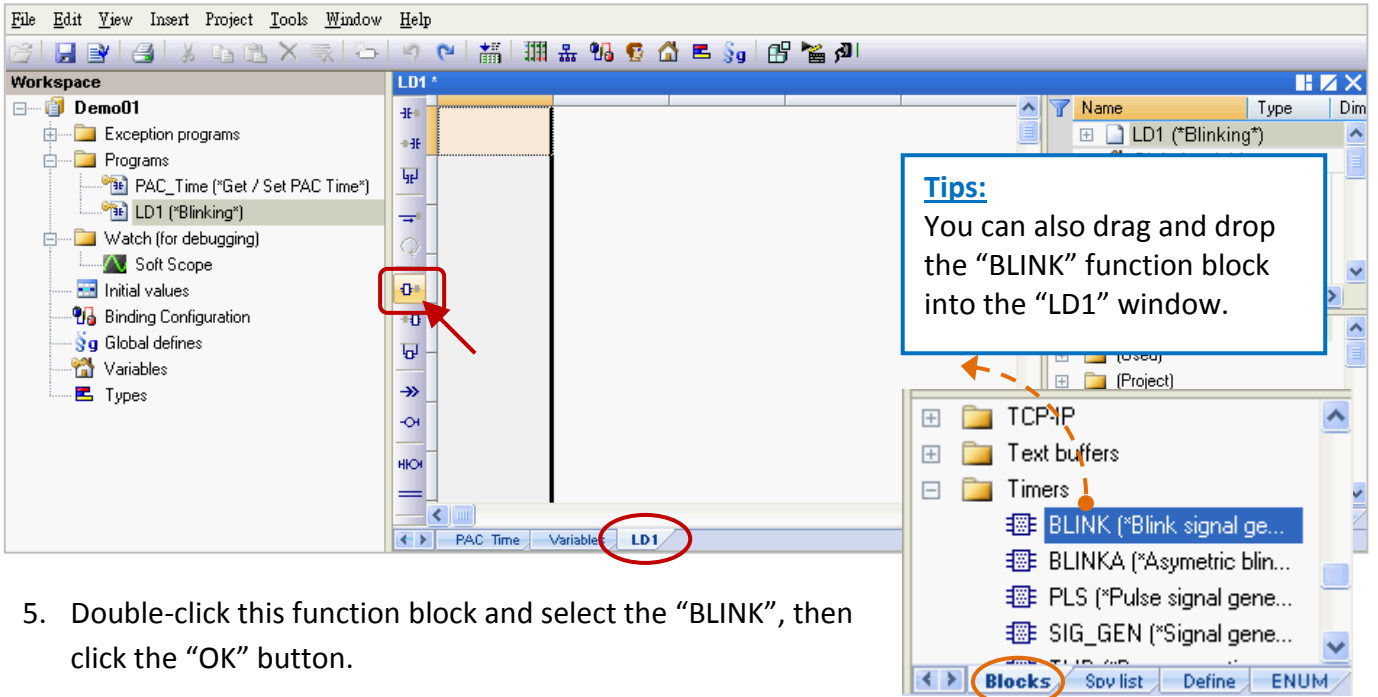 File Edit View Insert Project Tools Window Help
Workspace
Demo01
Exception programs
Programs
PAC_Time (*Get / Set PAC Time*)
LD1 (*Blinking*)
Watch (for debugging)
Soft Scope
Initial values
Binding Configuration
Global defines
Variables
Types
LD1 *
PAC Time Variables LD1
Name Type Dim
LD1 (*Blinking*)
(Used)
(Project)
Tips:
You can also drag and drop
the “BLINK” function block
into the “LD1” window.
TCP-IP
Text buffers
Timers
BLINK (*Blink signal ge...
BLINKA (*Asymetric blin...
PLS (*Pulse signal gene...
SIG_GEN (*Signal gene...
Blocks Spy list Define ENUM
5. Double-click this function block and select the “BLINK”, then
click the “OK” button.